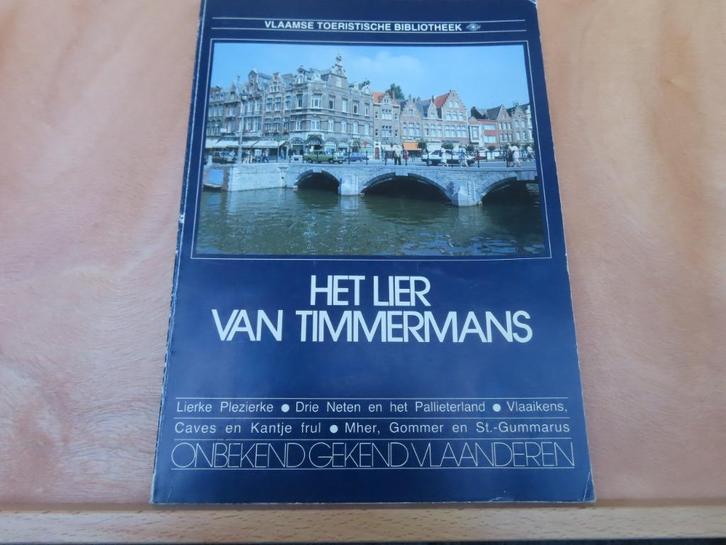 VLAAMSE TOERISTISCHE BIBLIOTHEEK
HET LIER
VAN TIMMERMANS
Lierke Plezierke ● Drie Neten en het Pallieterland ● Vlaaikens,
Caves en Kantje frul ● Mher, Gommer en St.-Gummarus
ONBEKEND GEKEND VLAANDEREN